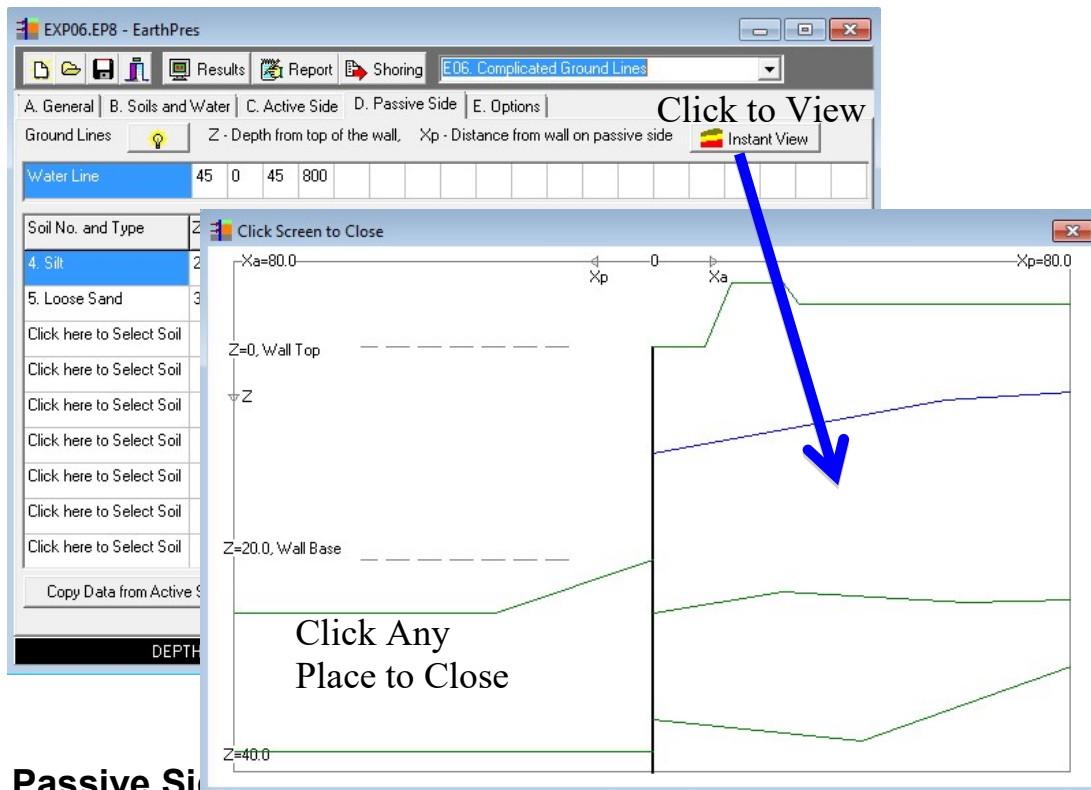 EXP06.EP8 - EarthPres
Results Report Shoring E06. Complicated Ground Lines
A. General B. Soils and Water C. Active Side D. Passive Side E. Options
Click to View
Ground Lines Z - Depth from top of the wall, Xp - Distance from wall on passive side Instant View
Water Line 45 0 45 800
Soil No. and Type Z
4. Silt 2
5. Loose Sand 3
Click here to Select Soil
Click here to Select Soil
Click here to Select Soil
Click here to Select Soil
Click here to Select Soil
Click here to Select Soil
Click here to Select Soil
Copy Data from Active S
DEPTH
Click Screen to Close
Xa=80.0 0 Xp=80.0
Xp Xa
Z=0, Wall Top
Z
Z=20.0, Wall Base
Click Any
Place to Close
Z=40.0
Passive Si